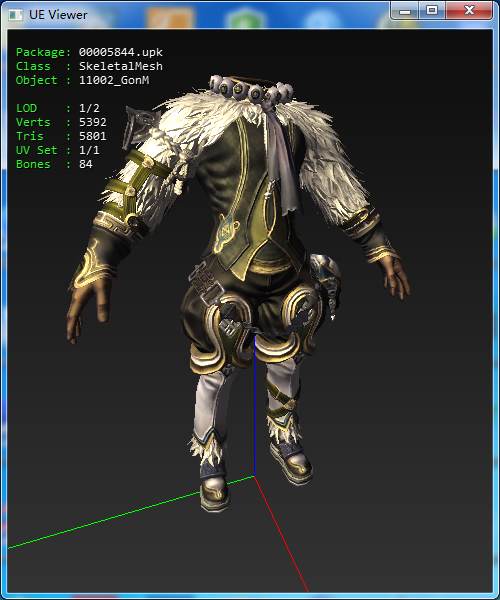 UE Viewer
Package: 00005844.upk
Class : SkeletalMesh
Object : 11002_GonM
LOD : 1/2
Verts : 5392
Tris : 5801
UV Set : 1/1
Bones : 84